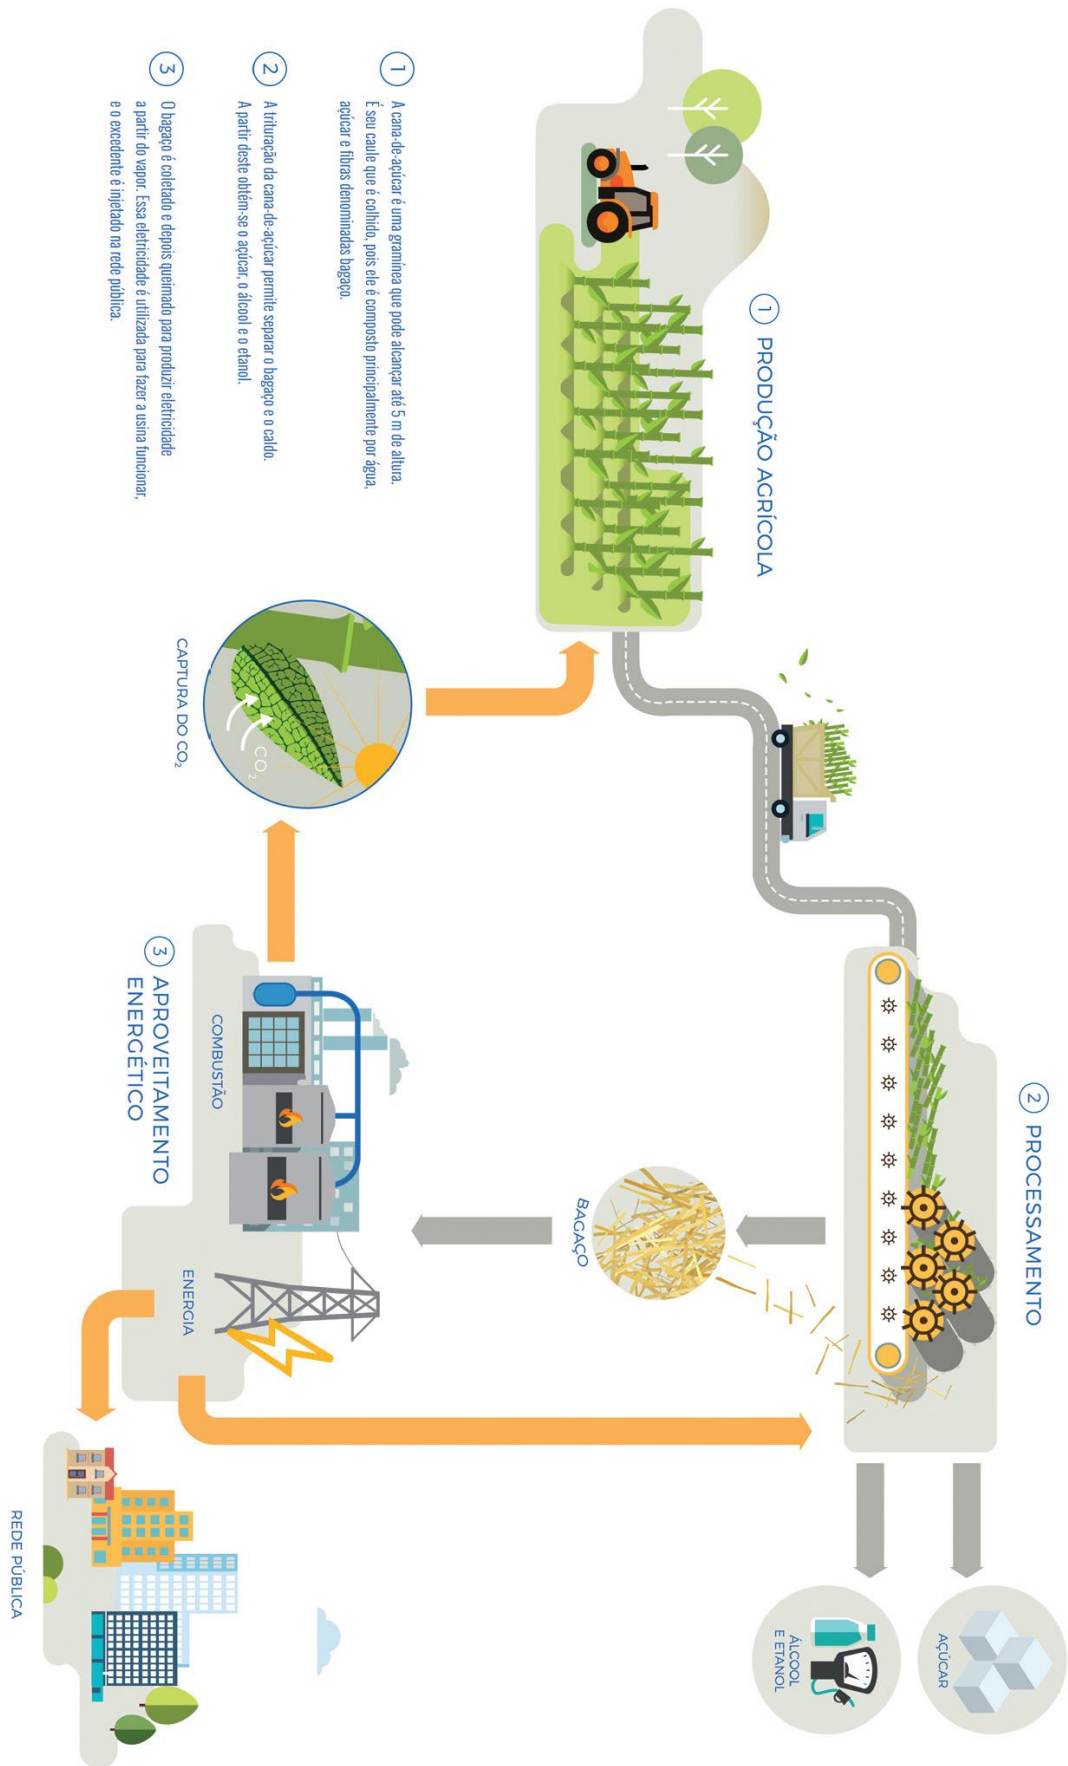 1 PRODUÇÃO AGRÍCOLA
2 PROCESSAMENTO
AÇÚCAR
ÁLCOOL
E ETANOL
BAGAÇO
CO₂
CAPTURA DO CO₂
COMBUSTÃO
ENERGIA
3 APROVEITAMENTO
ENERGÉTICO
REDE PÚBLICA
1 A cana-de-açúcar é uma gramínea que pode alcançar até 5 m de altura.
É seu caule que é colhido, pois ele é composto principalmente por água,
açúcar e fibras denominadas bagaço.
2 A trituração da cana-de-açúcar permite separar o bagaço e o caldo.
A partir deste obtém-se o açúcar, o álcool e o etanol.
3 O bagaço é coletado e depois queimado para produzir eletricidade
a partir do vapor. Essa eletricidade é utilizada para fazer a usina funcionar,
e o excedente é injetado na rede pública.